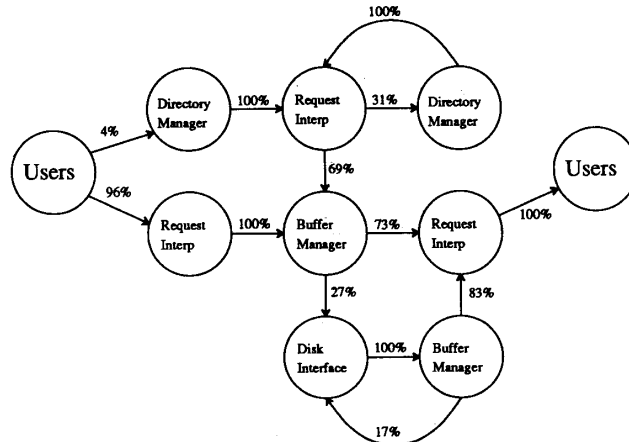 100%
Directory
Manager
100%
Request
Interp
31%
Directory
Manager
4%
Users
69%
Users
96%
Request
Interp
100%
Buffer
Manager
73%
Request
Interp
100%
27%
83%
Disk
Interface
100%
Buffer
Manager
17%